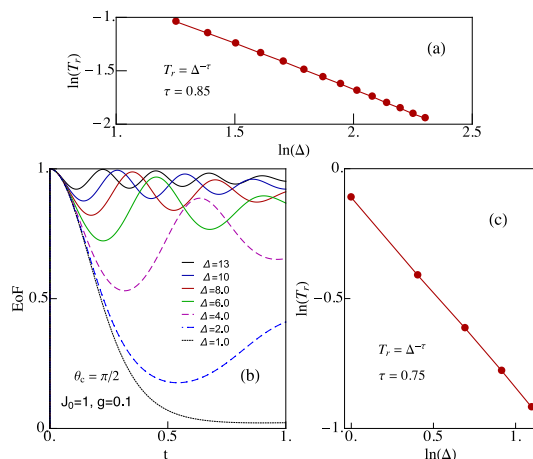 -1.
(a)
ln(T_r)
-1.5
T_r = Δ^{-τ}
τ = 0.85
-2
1.
1.5
2.
2.5
ln(Δ)
1.
(b)
EoF
0.5
0
Δ=13
Δ=10
Δ=8.0
Δ=6.0
Δ=4.0
Δ=2.0
Δ=1.0
θ_c = π/2
J_0=1, g=0.1
0
0.5
1.
t
0.
(c)
ln(T_r)
-0.5
T_r = Δ^{-τ}
τ = 0.75
-1.
0.
0.5
1.
ln(Δ)